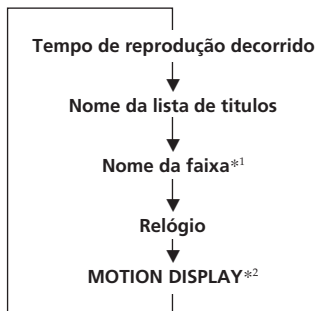 Tempo de reprodução decorrido
Nome da lista de titulos
Nome da faixa*1
Relógio
MOTION DISPLAY*2